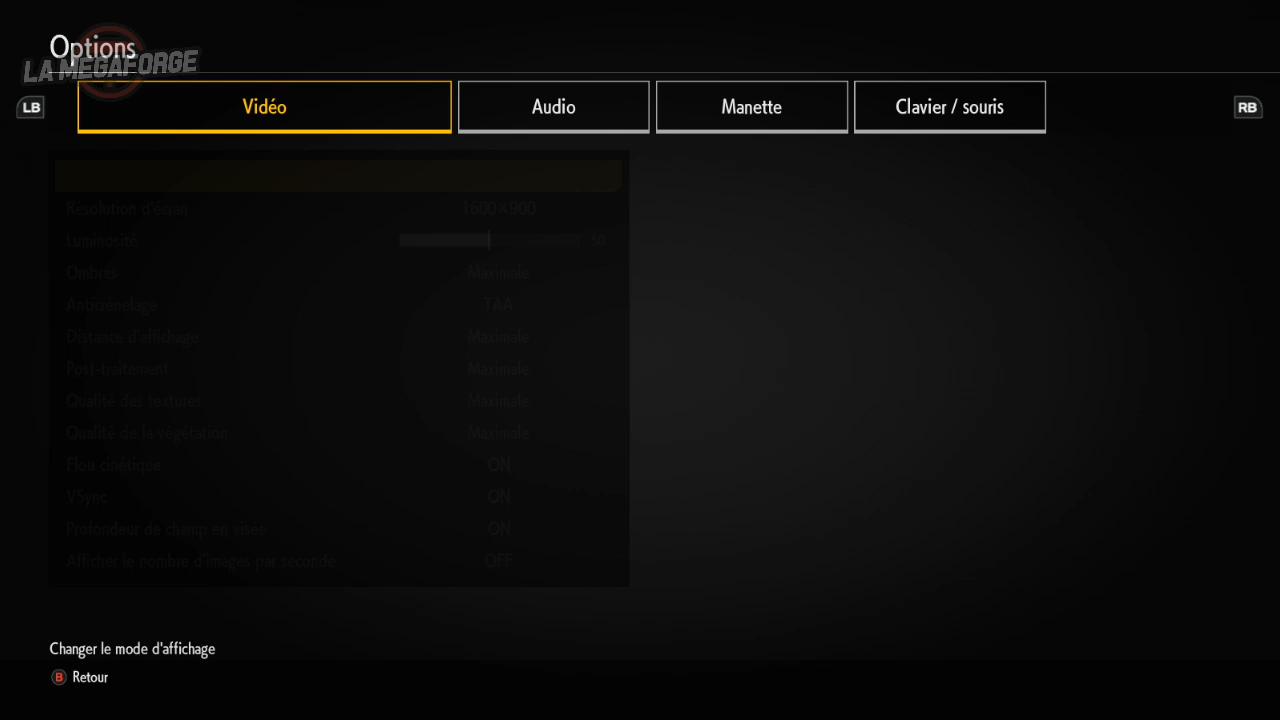 Options
LA MEGAFORGE
LB
Vidéo
Audio
Manette
Clavier / souris
RB
Résolution d'écran 1600×900
Luminosité 50
Ombres Maximale
Anticrénelage TAA
Distance d'affichage Maximale
Post-traitement Maximale
Qualité des textures Maximale
Qualité de la végétation Maximale
Flou cinétique ON
VSync ON
Profondeur de champ en visée ON
Afficher le nombre d'images par seconde OFF
Changer le mode d'affichage
B Retour